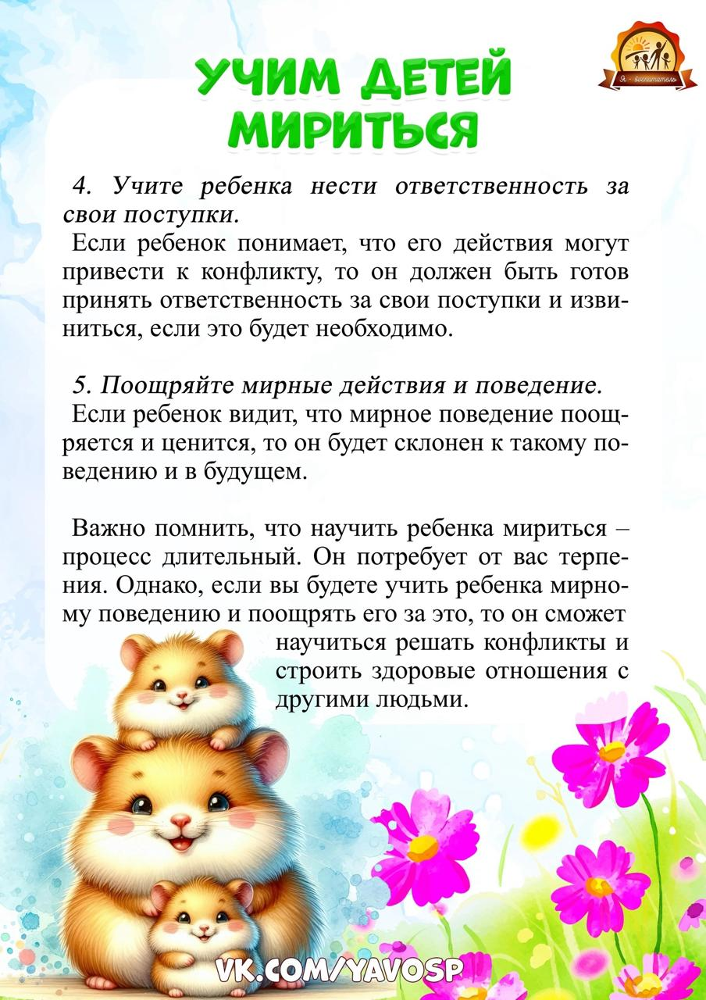 УЧИМ ДЕТЕЙ
МИРИТЬСЯ
Я - воспитатель
4. Учите ребенка нести ответственность за
свои поступки.
Если ребенок понимает, что его действия могут
привести к конфликту, то он должен быть готов
принять ответственность за свои поступки и изви-
ниться, если это будет необходимо.
5. Поощряйте мирные действия и поведение.
Если ребенок видит, что мирное поведение поощ-
ряется и ценится, то он будет склонен к такому по-
ведению и в будущем.
Важно помнить, что научить ребенка мириться –
процесс длительный. Он потребует от вас терпе-
ния. Однако, если вы будете учить ребенка мирно-
му поведению и поощрять его за это, то он сможет
научиться решать конфликты и
строить здоровые отношения с
другими людьми.
VK.COM/YAVOSP